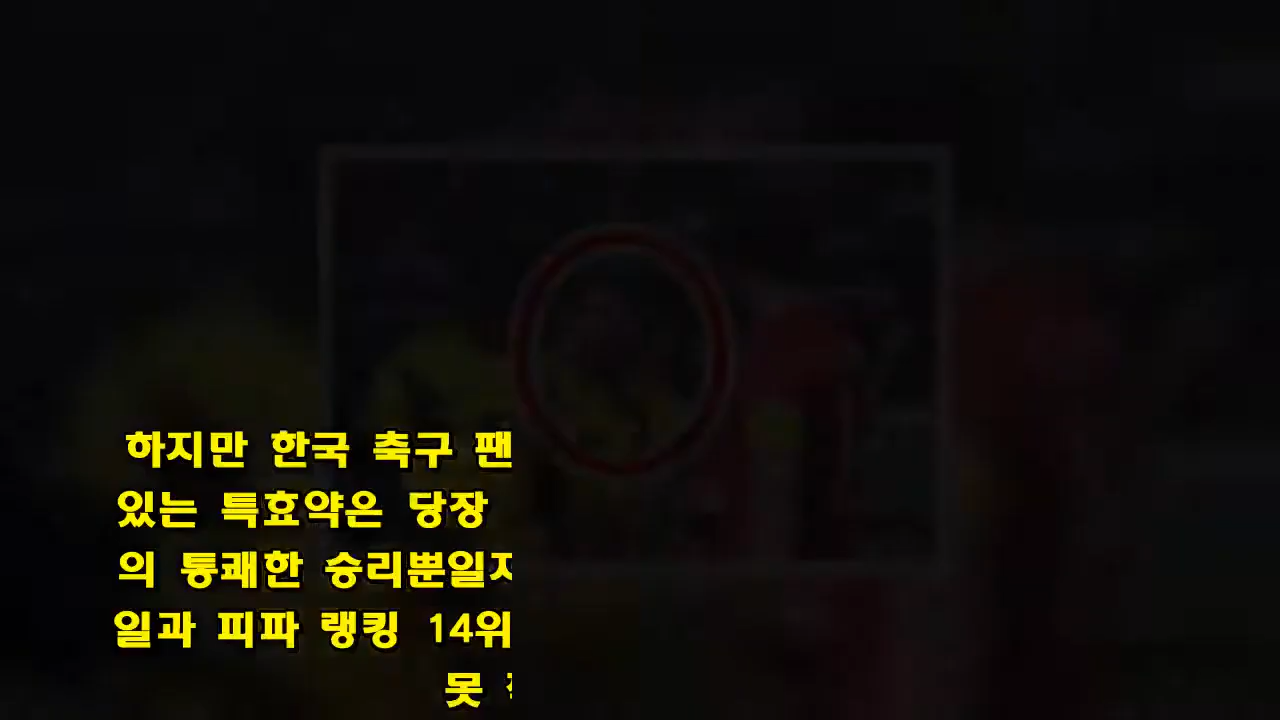 하지만 한국 축구 팬
있는 특효약은 당장
의 통쾌한 승리뿐일지
일과 피파 랭킹 14위
못